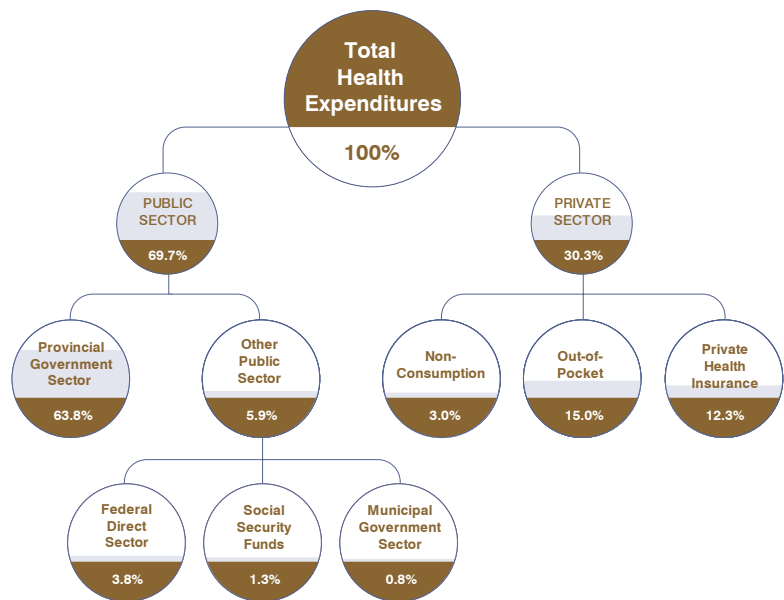 Total
Health
Expenditures
100%
PUBLIC
SECTOR
69.7%
PRIVATE
SECTOR
30.3%
Provincial
Government
Sector
63.8%
Other
Public
Sector
5.9%
Non-
Consumption
3.0%
Out-of-
Pocket
15.0%
Private
Health
Insurance
12.3%
Federal
Direct
Sector
3.8%
Social
Security
Funds
1.3%
Municipal
Government
Sector
0.8%